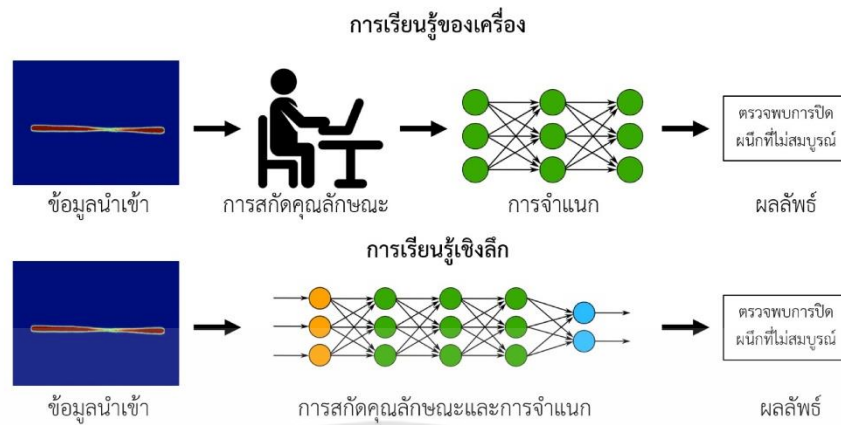 การเรียนรู้ของเครื่อง
ตรวจพบการปิด
ผนึกที่ไม่สมบูรณ์
ข้อมูลนำเข้า การสกัดคุณลักษณะ การจำแนก ผลลัพธ์
การเรียนรู้เชิงลึก
ตรวจพบการปิด
ผนึกที่ไม่สมบูรณ์
ข้อมูลนำเข้า การสกัดคุณลักษณะและการจำแนก ผลลัพธ์